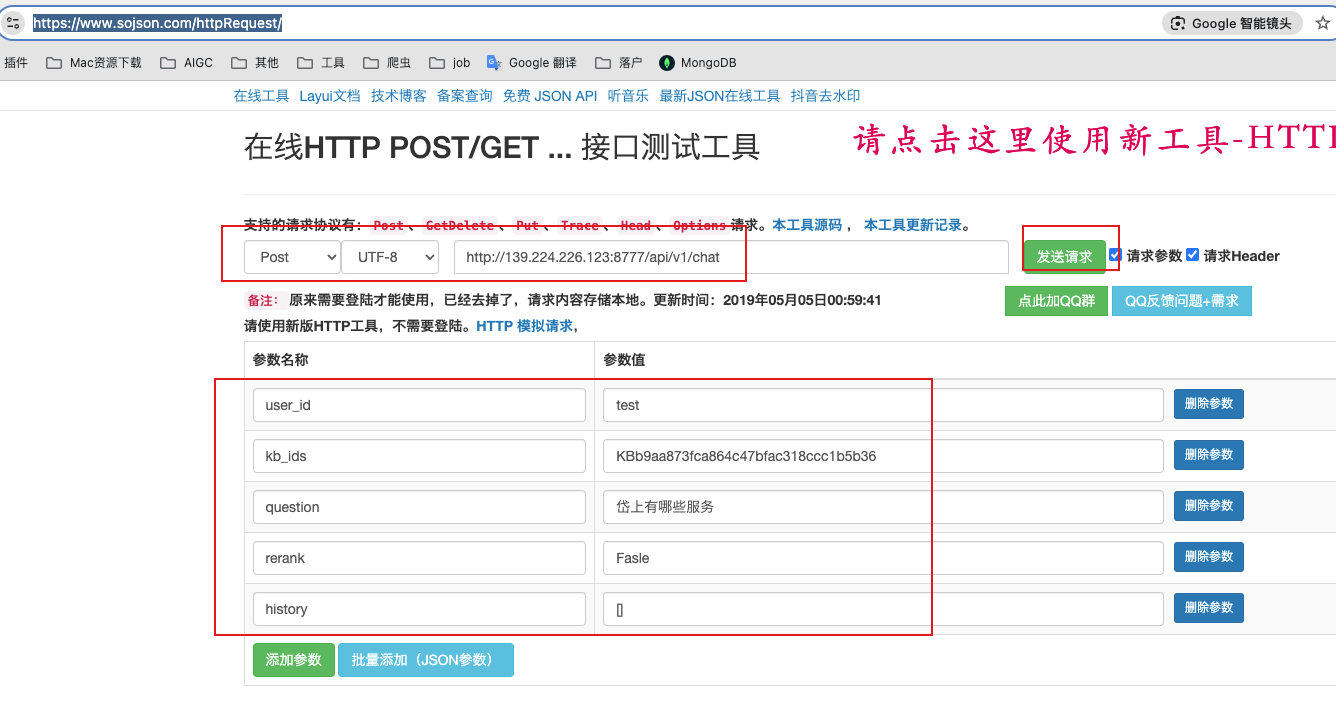 https://www.sojson.com/httpRequest/ Google 智能镜头
插件 Mac资源下载 AIGC 其他 工具 爬虫 job Google 翻译 落户 MongoDB
在线工具 Layui文档 技术博客 备案查询 免费 JSON API 听音乐 最新JSON在线工具 抖音去水印
在线HTTP POST/GET ... 接口测试工具 请点击这里使用新工具-HTTP
支持的请求协议有： Post 、 GetDelete 、 Put 、 Trace 、 Head 、 Options 请求。本工具源码 ， 本工具更新记录。
Post UTF-8 http://139.224.226.123:8777/api/v1/chat 发送请求 请求参数 请求Header
备注： 原来需要登陆才能使用，已经去掉了，请求内容存储本地。更新时间：2019年05月05日00:59:41 点此加QQ群 QQ反馈问题+需求
请使用新版HTTP工具，不需要登陆。HTTP 模拟请求,
参数名称 参数值
user_id test 删除参数
kb_ids KBb9aa873fca864c47bfac318ccc1b5b36 删除参数
question 岱上有哪些服务 删除参数
rerank Fasle 删除参数
history [] 删除参数
添加参数 批量添加（JSON参数）